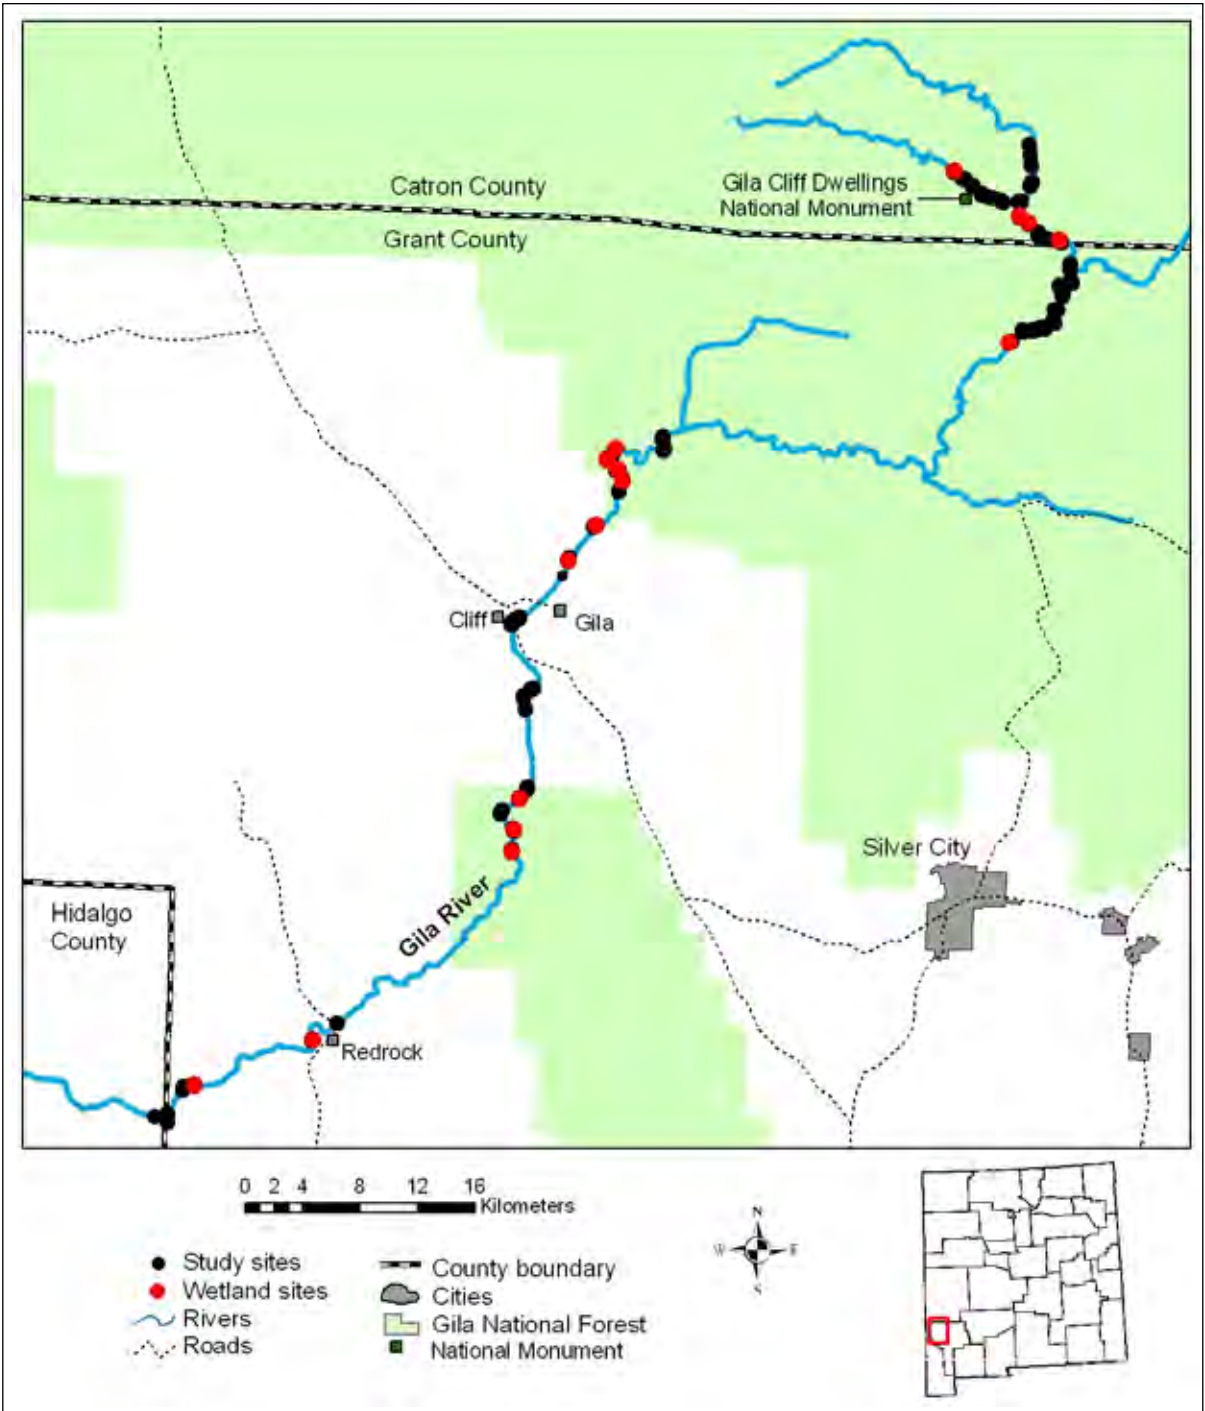 Catron County
Gila Cliff Dwellings
National Monument
Grant County
Cliff
Gila
Silver City
Hidalgo
County
Gila River
Redrock
0 2 4 8 12 16
Kilometers
N
W E
S
Study sites
Wetland sites
Rivers
Roads
County boundary
Cities
Gila National Forest
National Monument